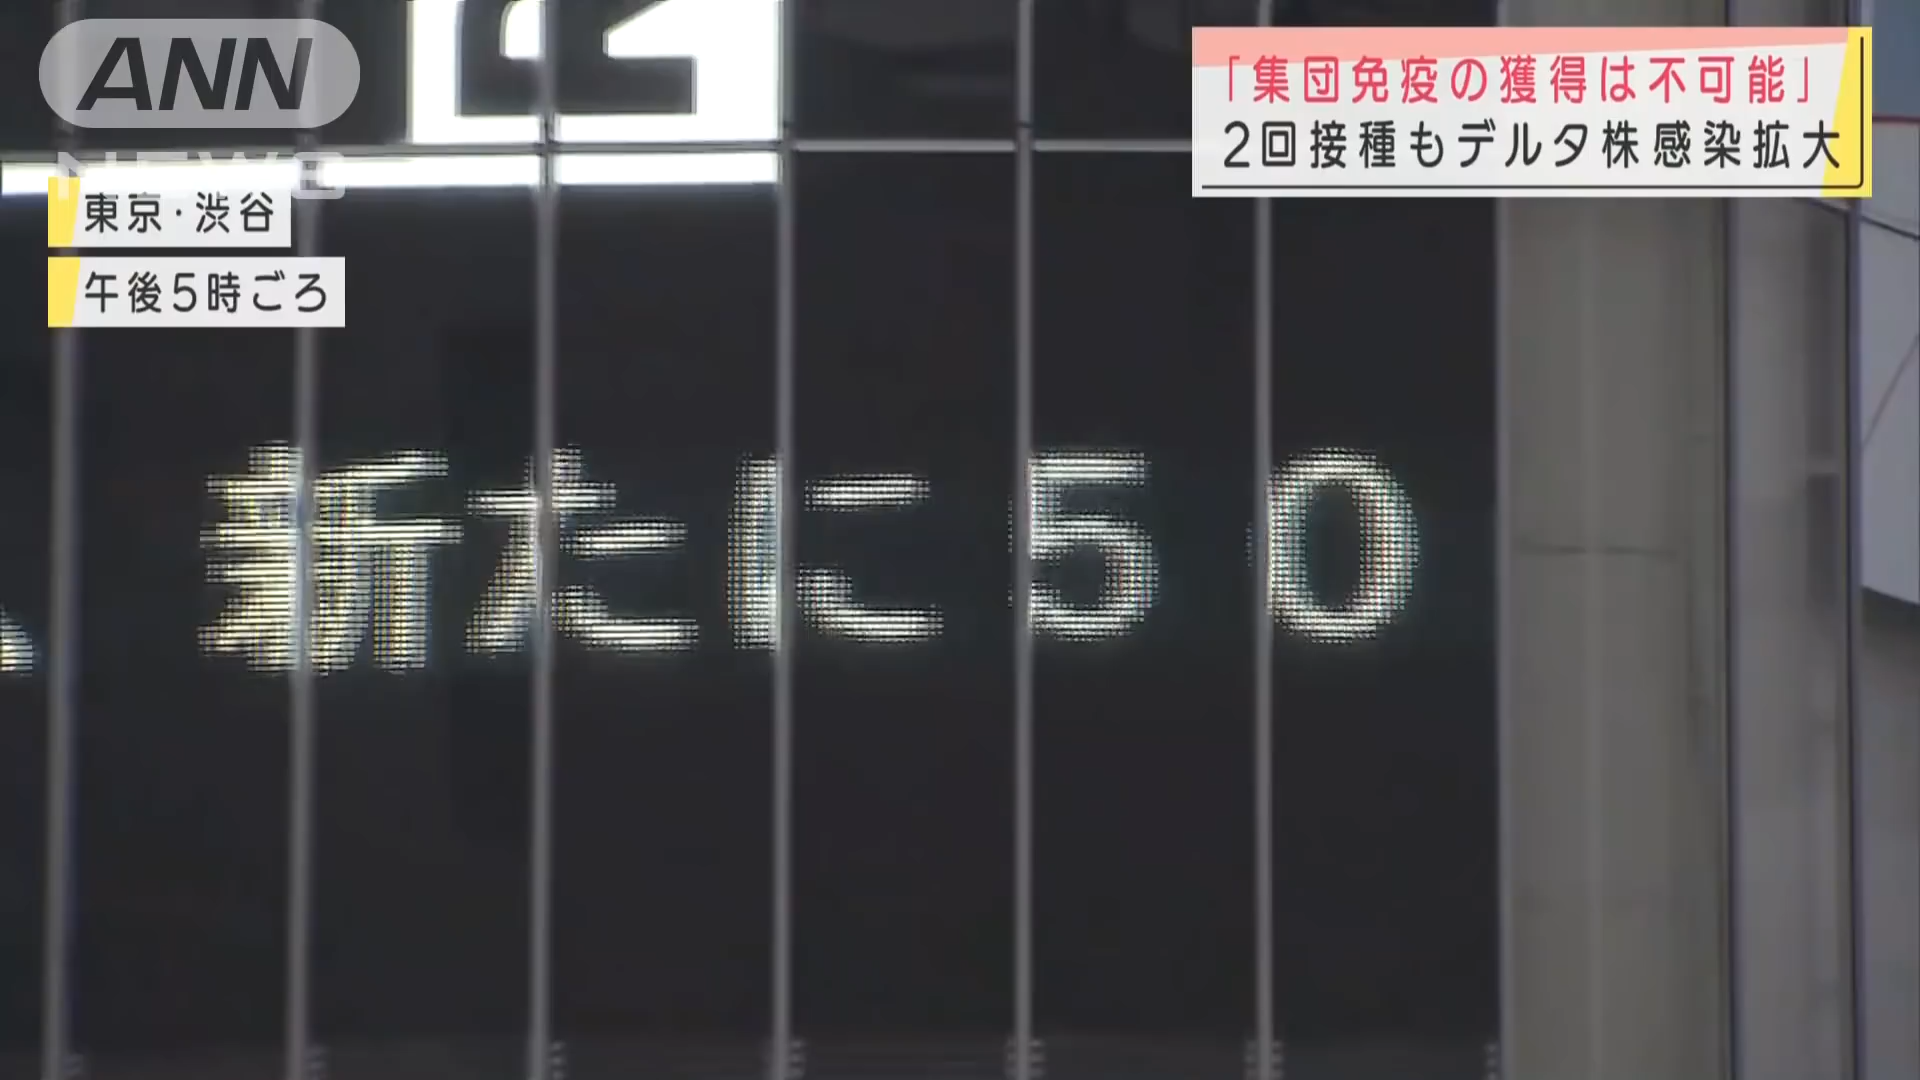 ANN
NEWS
「集団免疫の獲得は不可能」
2回接種もデルタ株感染拡大
東京・渋谷
午後5時ごろ
新たに50